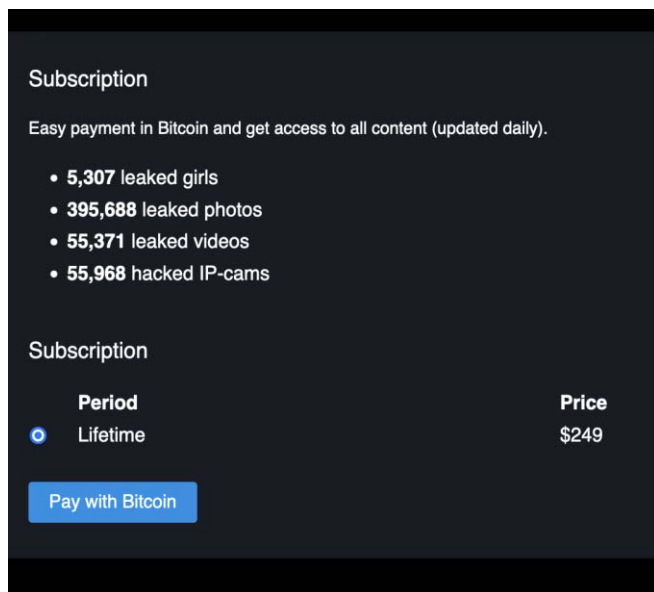 Subscription
Easy payment in Bitcoin and get access to all content (updated daily).
• 5,307 leaked girls
• 395,688 leaked photos
• 55,371 leaked videos
• 55,968 hacked IP-cams
Subscription
Period Price
Lifetime $249
Pay with Bitcoin